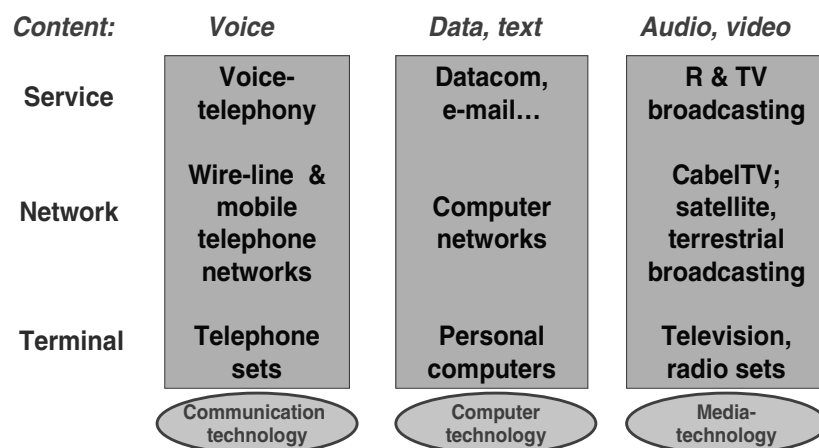 Content: Voice Data, text Audio, video
Service
Voice-
telephony
Datacom,
e-mail…
R & TV
broadcasting
Network
Wire-line &
mobile
telephone
networks
Computer
networks
CabelTV;
satellite,
terrestrial
broadcasting
Terminal
Telephone
sets
Personal
computers
Television,
radio sets
Communication
technology
Computer
technology
Media-
technology